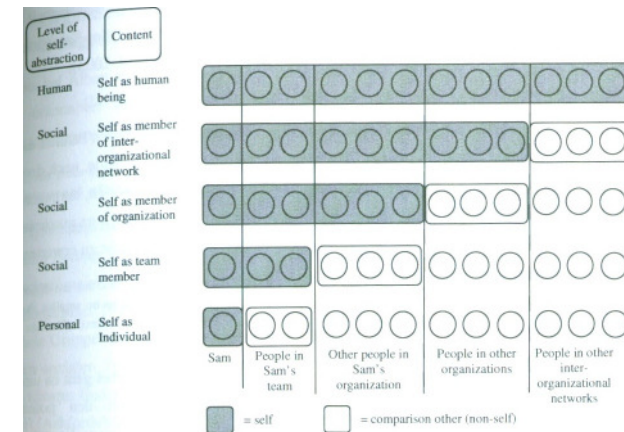 Level of
self-
abstraction
Content
Human
Self as human
being
Social
Self as member
of inter-
organizational
network
Social
Self as member
of organization
Social
Self as team
member
Personal
Self as
Individual
Sam
People in
Sam's
team
Other people in
Sam's
organization
People in other
organizations
People in other
inter-
organizational
networks
= self
= comparison other (non-self)